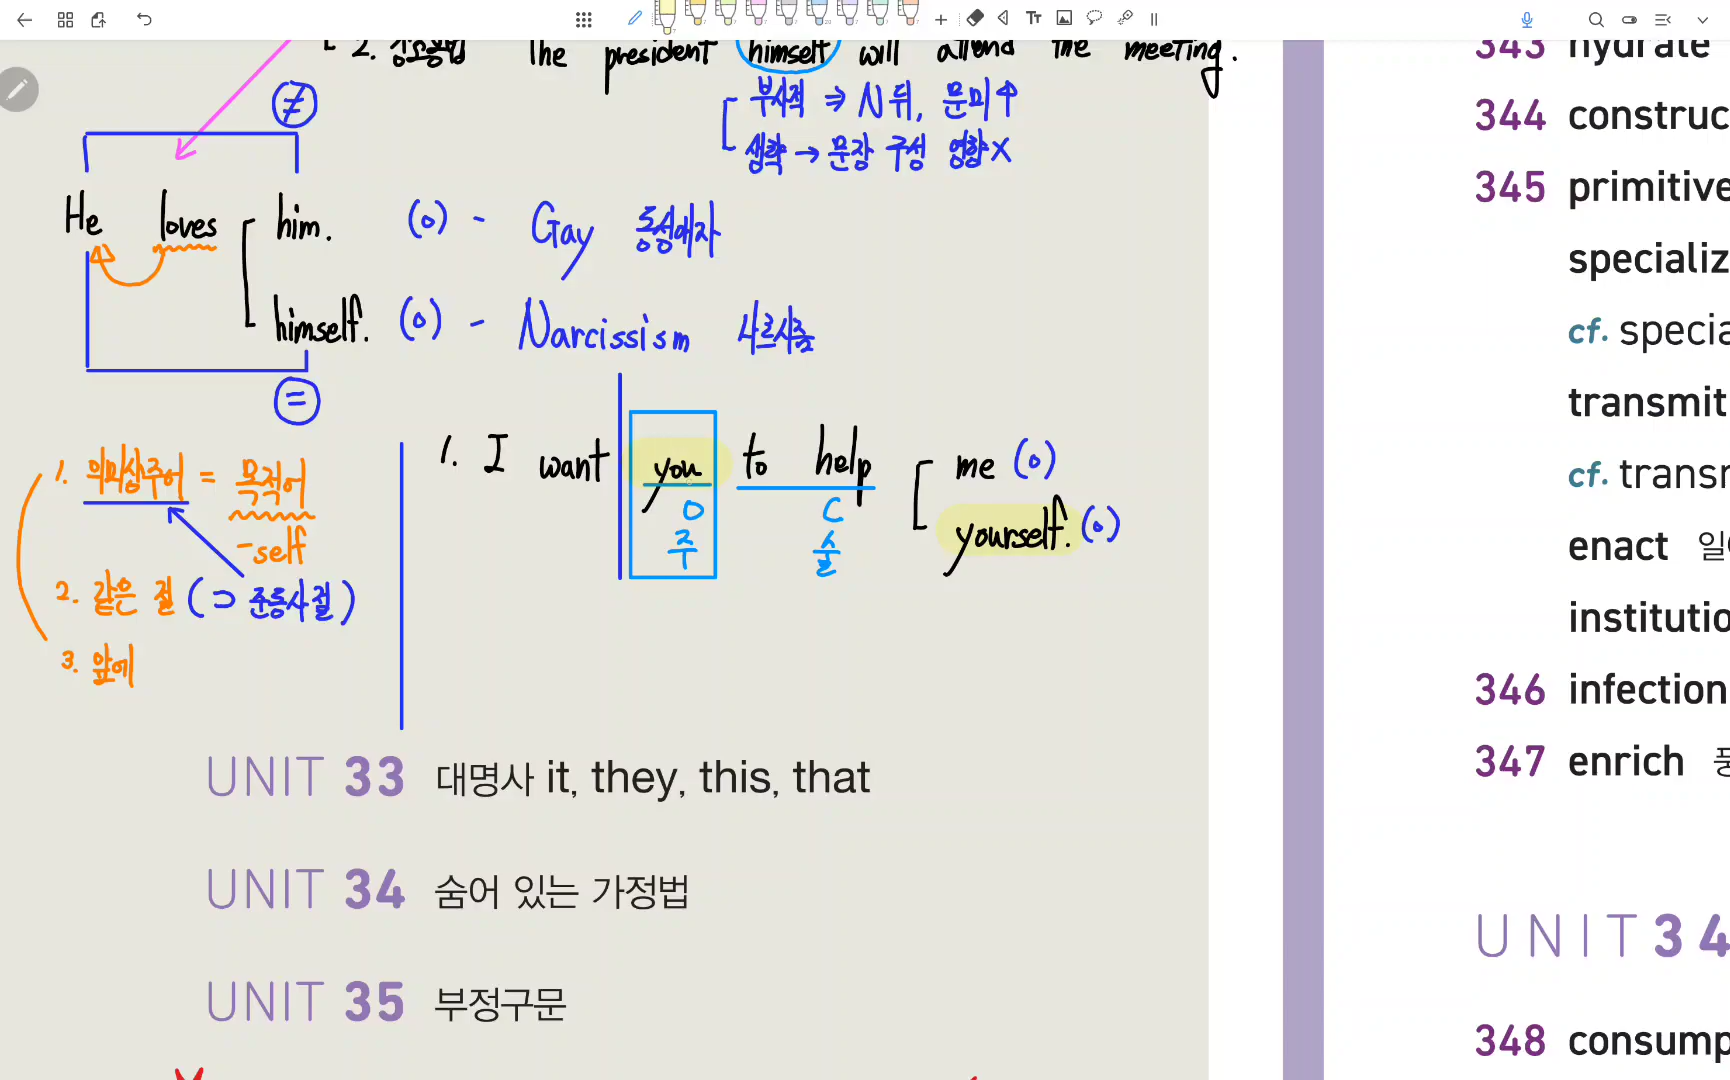 2. 강조용법 The president himself will attend the meeting.
≠
부사적 ⇒ N뒤, 문미↑
생략 → 문장 구성 영향X
He loves him. (o) - Gay 동성애자
himself. (o) - Narcissism 나르시즘
=
1. 의미상주어 = 목적어
-self
2. 같은 절 (⊃ 준동사절)
3. 앞에
1. I want you to help me (o)
yourself. (o)
O C
주 술
UNIT 33 대명사 it, they, this, that
UNIT 34 숨어 있는 가정법
UNIT 35 부정구문
343 hydrate
344 construc
345 primitive
specializ
cf. specia
transmit
cf. transm
enact
institutio
346 infection
347 enrich
UNIT 34
348 consump